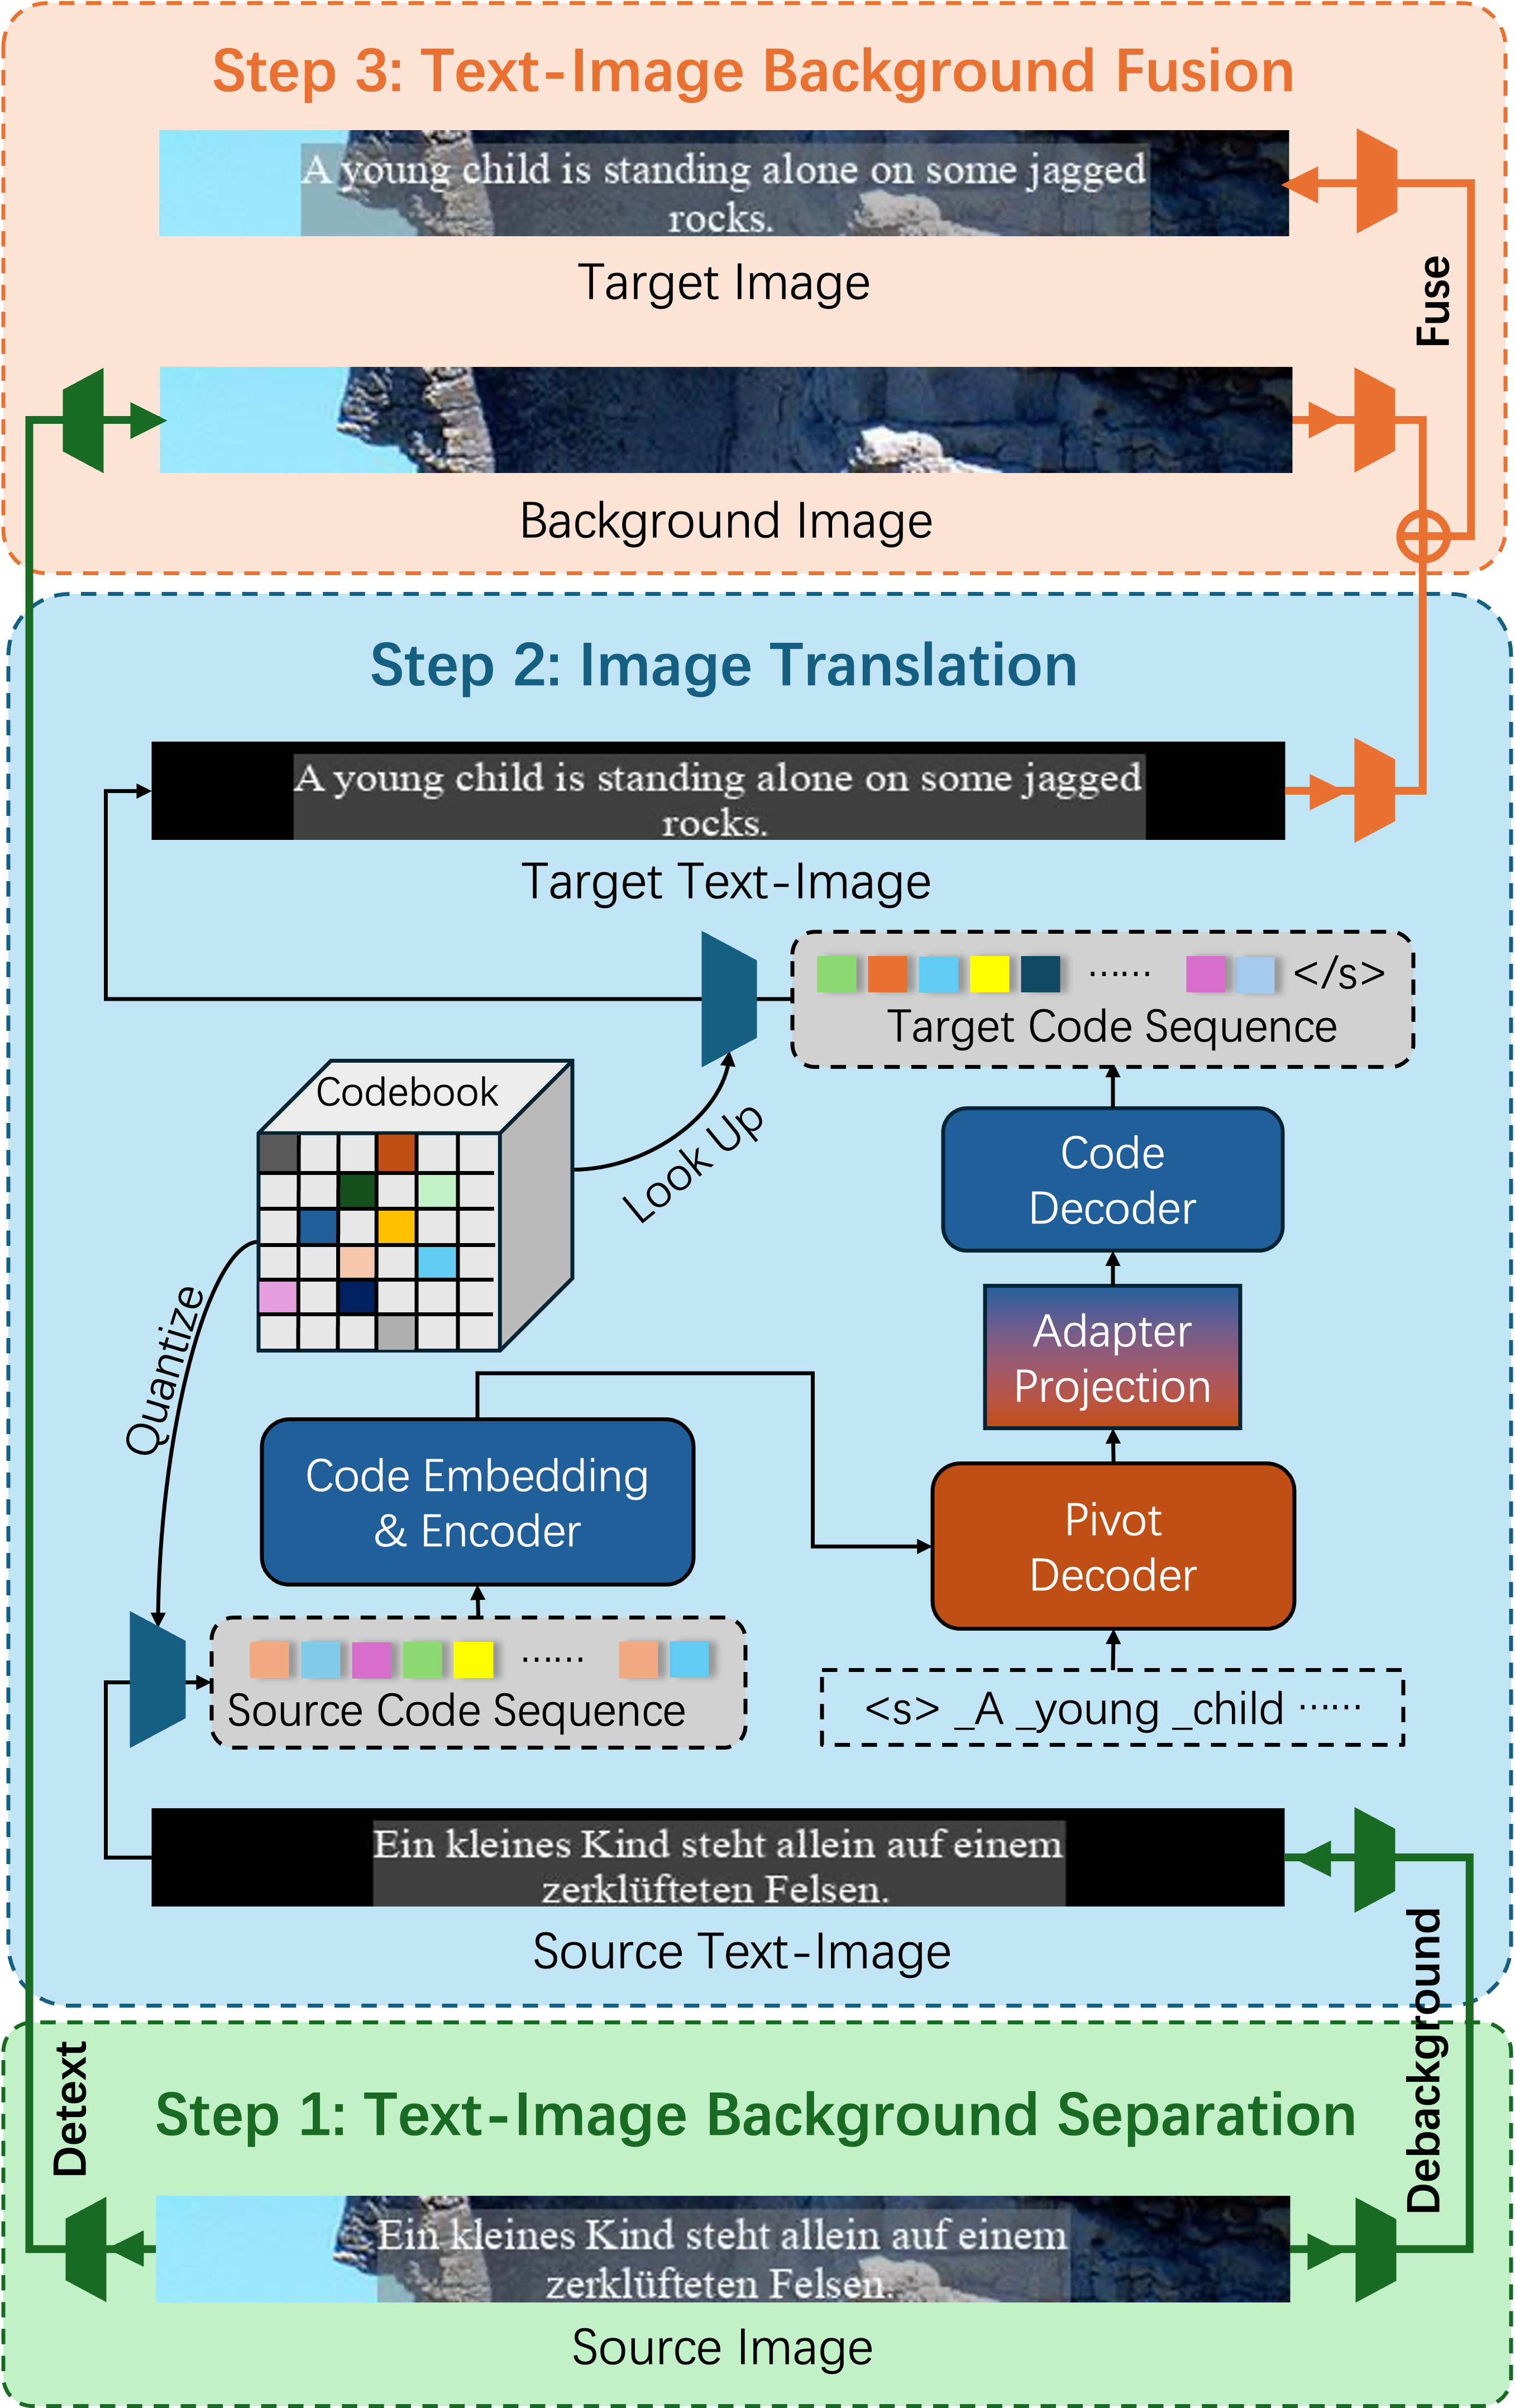 Step 3: Text-Image Background Fusion
A young child is standing alone on some jagged
rocks.
Target Image
Fuse
Background Image
Step 2: Image Translation
A young child is standing alone on some jagged
rocks.
Target Text-Image
...... </s>
Target Code Sequence
Codebook
Look Up
Code
Decoder
Quantize
Adapter
Projection
Code Embedding
& Encoder
Pivot
Decoder
......
Source Code Sequence
<s> _A _young _child ......
Ein kleines Kind steht allein auf einem
zerklüfteten Felsen.
Source Text-Image
Debackground
Detext
Step 1: Text-Image Background Separation
Ein kleines Kind steht allein auf einem
zerklüfteten Felsen.
Source Image